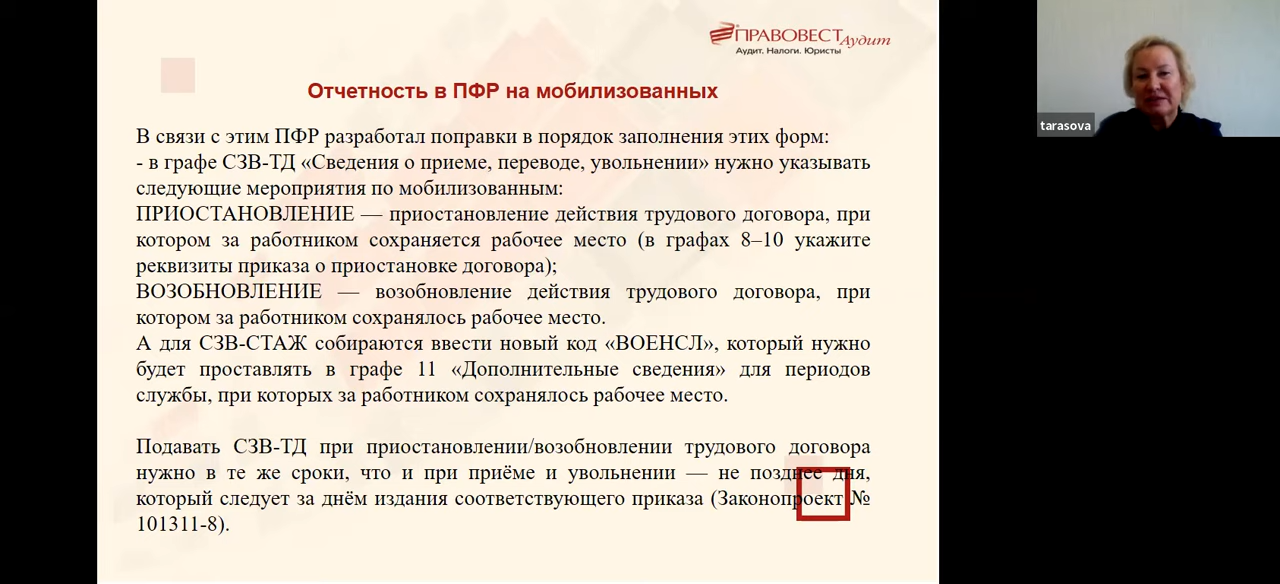 ПРАВОВЕСТ Аудит
Аудит. Налоги. Юристы
Отчетность в ПФР на мобилизованных
В связи с этим ПФР разработал поправки в порядок заполнения этих форм:
- в графе СЗВ-ТД «Сведения о приеме, переводе, увольнении» нужно указывать
следующие мероприятия по мобилизованным:
ПРИОСТАНОВЛЕНИЕ — приостановление действия трудового договора, при
котором за работником сохраняется рабочее место (в графах 8–10 укажите
реквизиты приказа о приостановке договора);
ВОЗОБНОВЛЕНИЕ — возобновление действия трудового договора, при
котором за работником сохранялось рабочее место.
А для СЗВ-СТАЖ собираются ввести новый код «ВОЕНСЛ», который нужно
будет проставлять в графе 11 «Дополнительные сведения» для периодов
службы, при которых за работником сохранялось рабочее место.
Подавать СЗВ-ТД при приостановлении/возобновлении трудового договора
нужно в те же сроки, что и при приёме и увольнении — не позднее дня,
который следует за днём издания соответствующего приказа (Законопроект №
101311-8).
tarasova